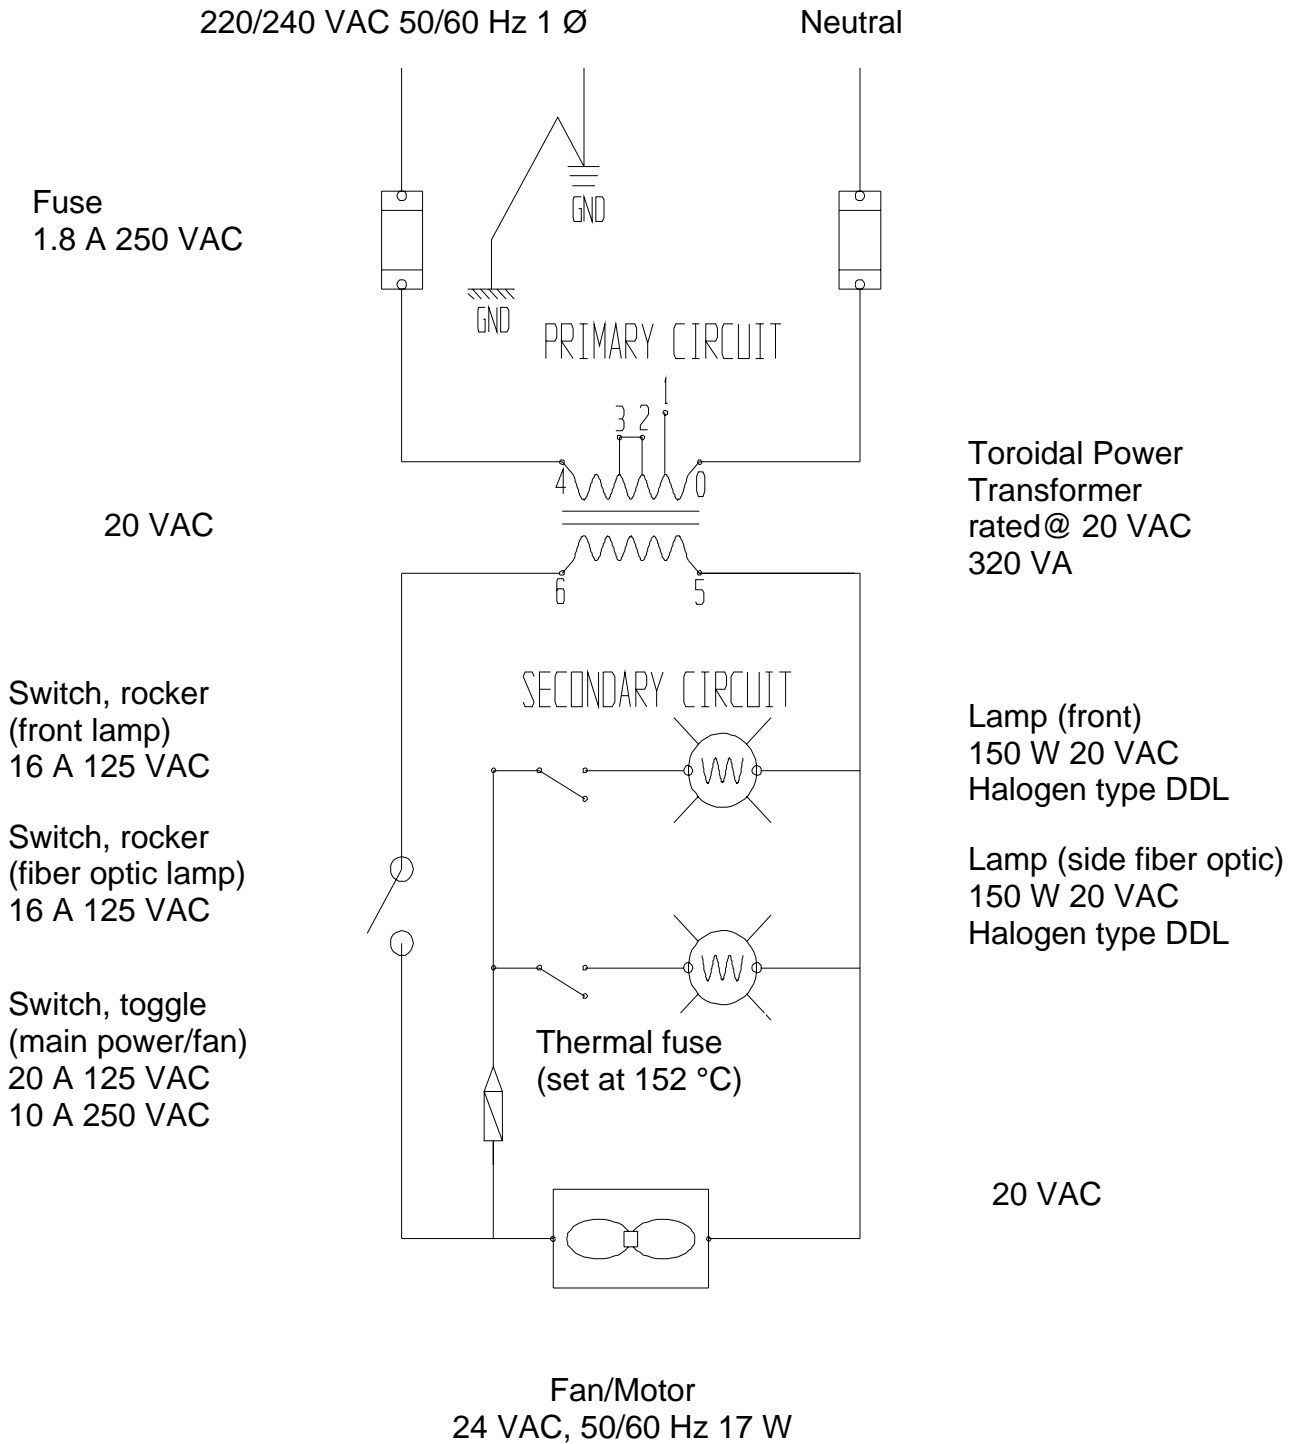 220/240 VAC 50/60 Hz 1 Ø
Neutral
Fuse
1.8 A 250 VAC
GND
GND
PRIMARY CIRCUIT
1
3 2
4
0
Toroidal Power
Transformer
rated@ 20 VAC
320 VA
20 VAC
6
5
SECONDARY CIRCUIT
Switch, rocker
(front lamp)
16 A 125 VAC
Lamp (front)
150 W 20 VAC
Halogen type DDL
Switch, rocker
(fiber optic lamp)
16 A 125 VAC
Lamp (side fiber optic)
150 W 20 VAC
Halogen type DDL
Switch, toggle
(main power/fan)
20 A 125 VAC
10 A 250 VAC
Thermal fuse
(set at 152 °C)
20 VAC
Fan/Motor
24 VAC, 50/60 Hz 17 W